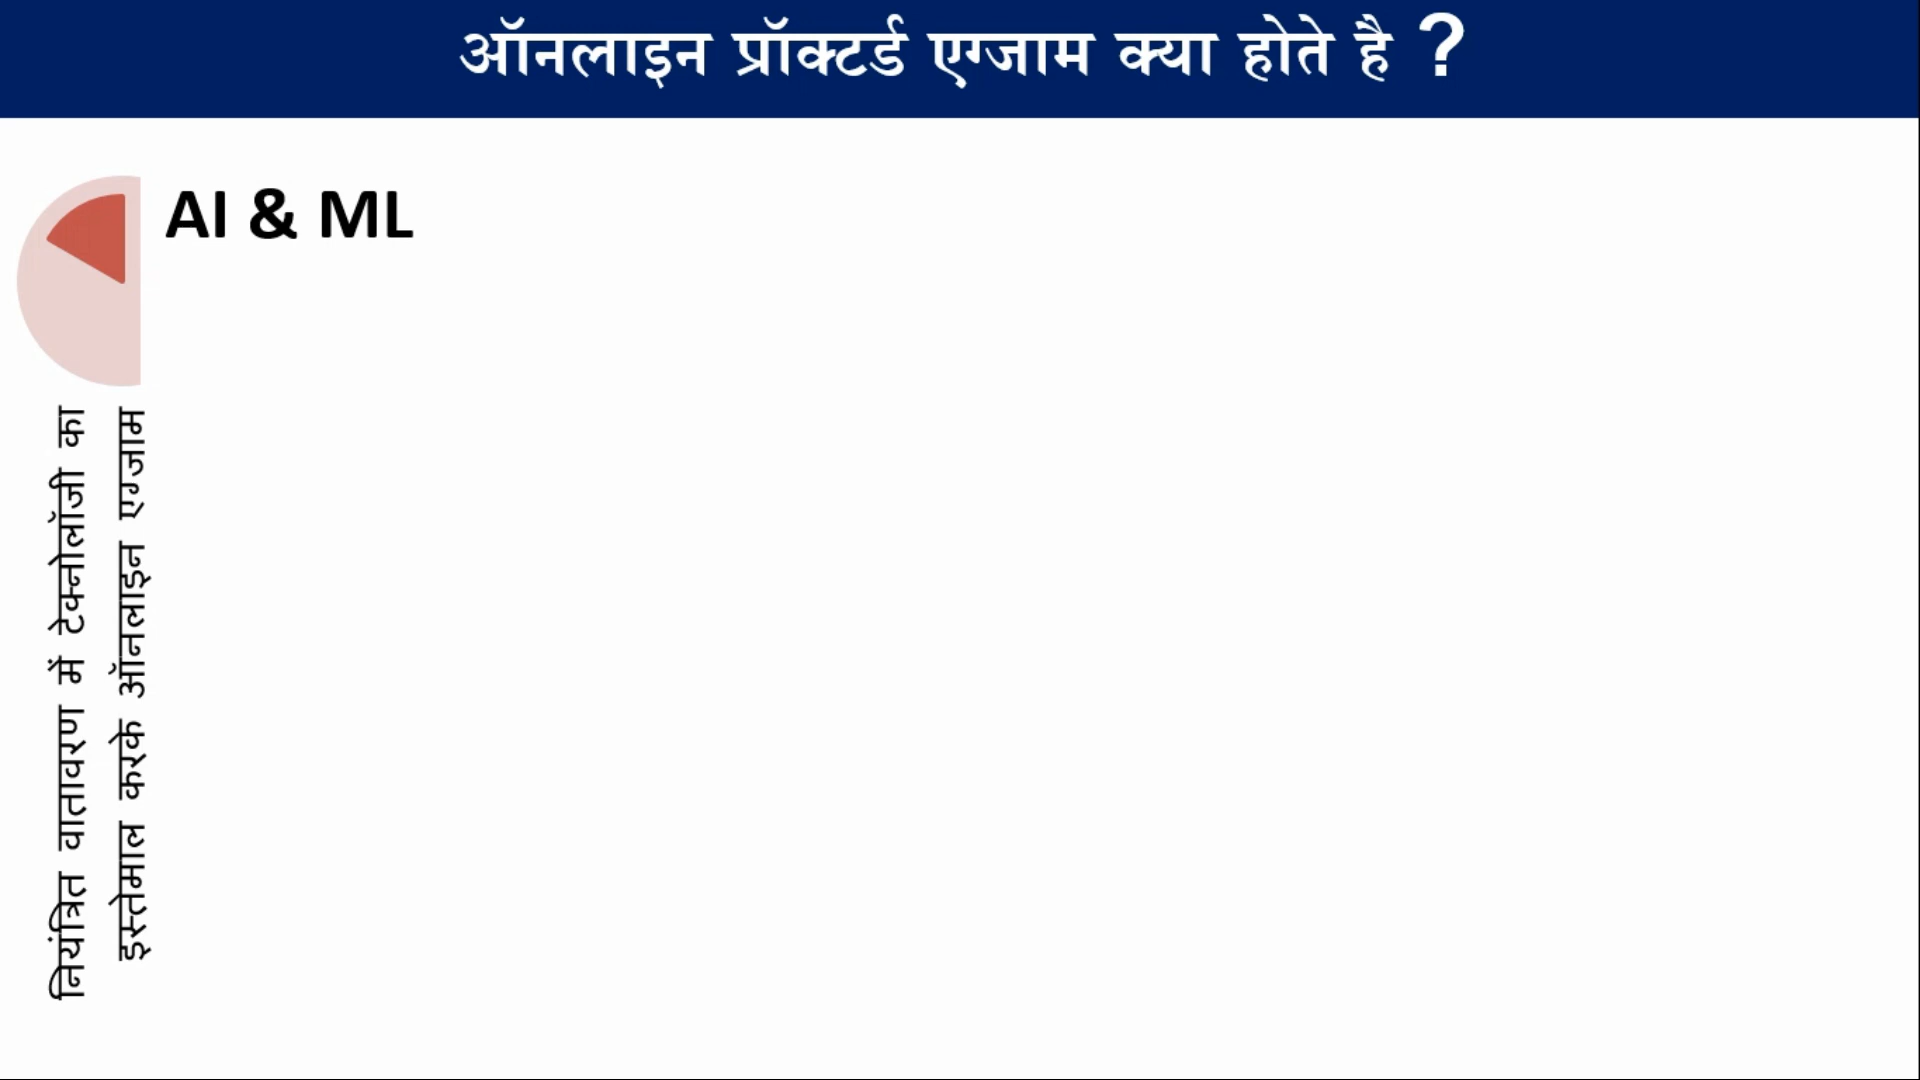 ऑनलाइन प्रॉक्टर्ड एग्जाम क्या होते है ?
AI & ML
नियंत्रित वातावरण में टेक्नोलॉजी का
इस्तेमाल करके ऑनलाइन एग्जाम